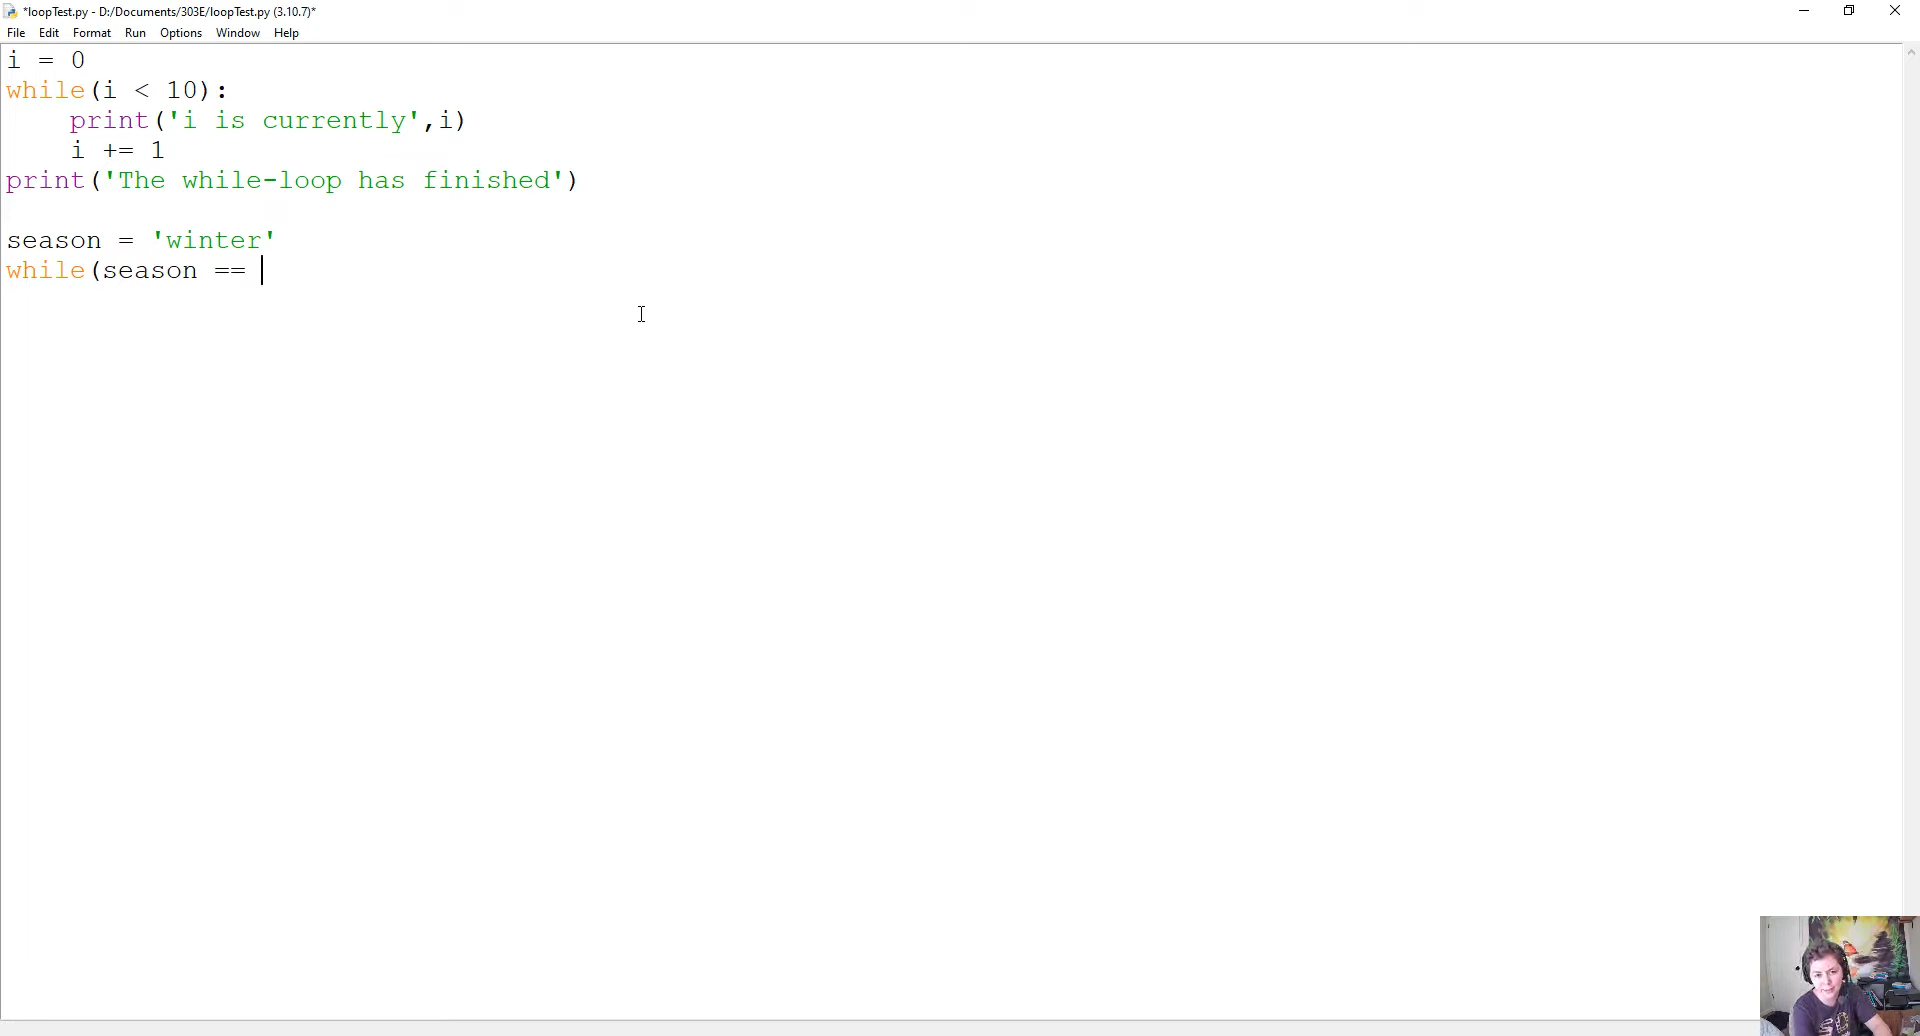 *loopTest.py - D:/Documents/303E/loopTest.py (3.10.7)*
File Edit Format Run Options Window Help
i = 0
while(i < 10):
    print('i is currently',i)
    i += 1
print('The while-loop has finished')

season = 'winter'
while(season ==